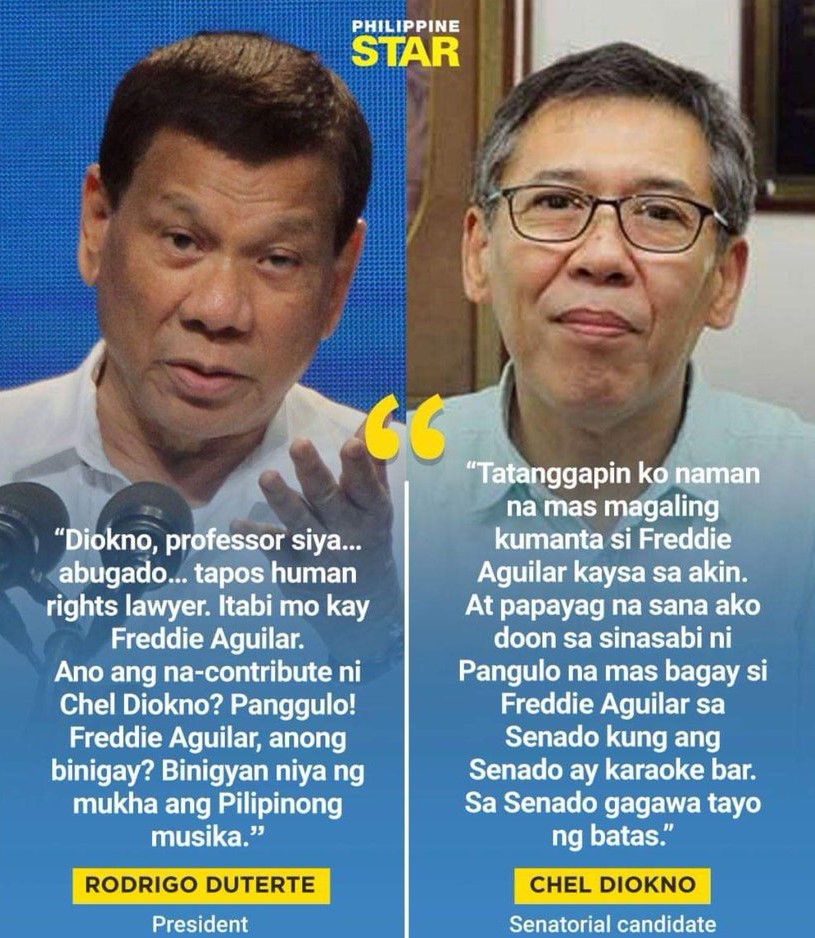 PHILIPPINE
STAR
“Diokno, professor siya...
abugado... tapos human
rights lawyer. Itabi mo kay
Freddie Aguilar.
Ano ang na-contribute ni
Chel Diokno? Panggulo!
Freddie Aguilar, anong
binigay? Binigyan niya ng
mukha ang Pilipinong
musika.”
RODRIGO DUTERTE
President
“
“Tatanggapin ko naman
na mas magaling
kumanta si Freddie
Aguilar kaysa sa akin.
At papayag na sana ako
doon sa sinasabi ni
Pangulo na mas bagay si
Freddie Aguilar sa
Senado kung ang
Senado ay karaoke bar.
Sa Senado gagawa tayo
ng batas.”
CHEL DIOKNO
Senatorial candidate